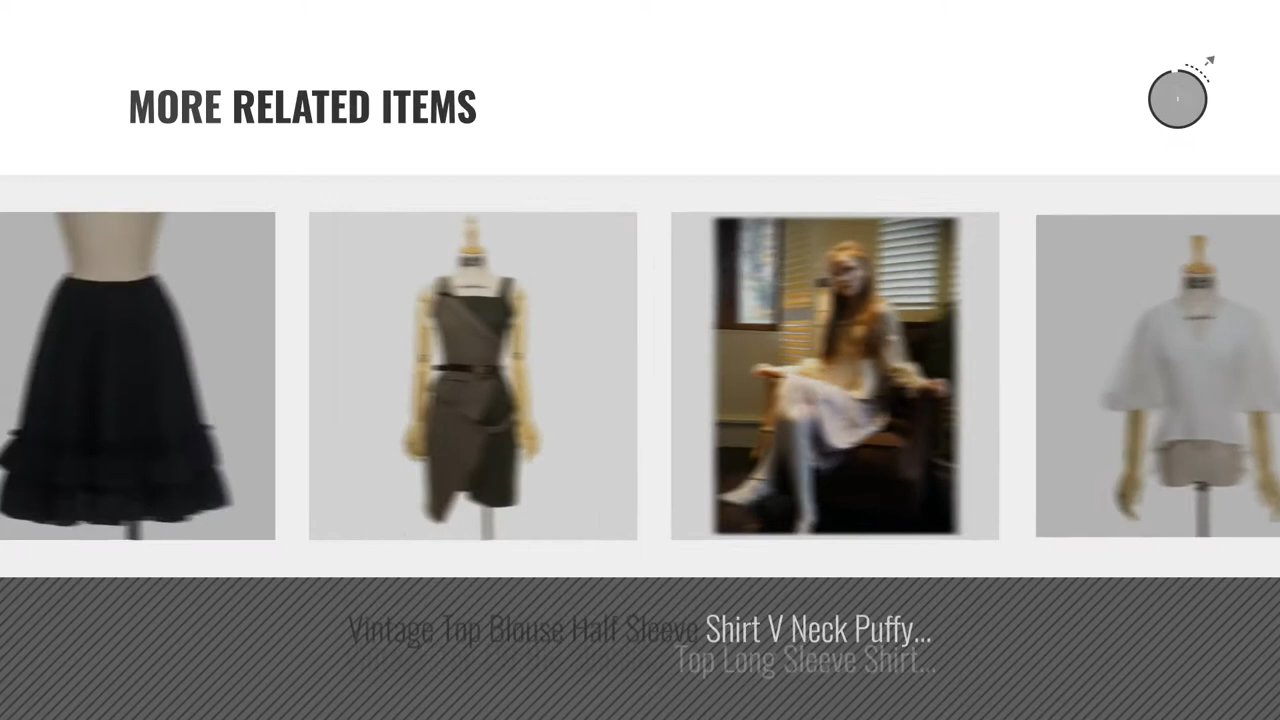 MORE RELATED ITEMS
Vintage Top Blouse Half Sleeve Shirt V Neck Puffy...
Top Long Sleeve Shirt...